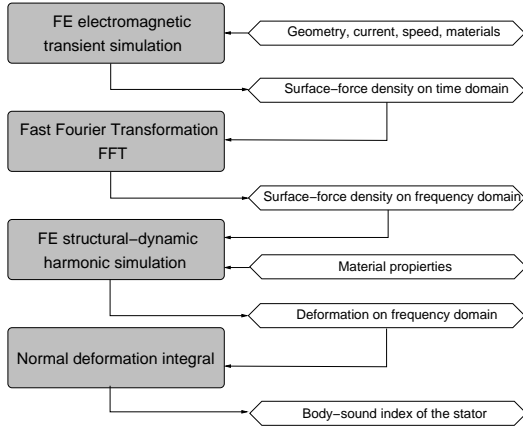 FE electromagnetic
transient simulation
Geometry, current, speed, materials
Surface-force density on time domain
Fast Fourier Transformation
FFT
Surface-force density on frequency domain
FE structural-dynamic
harmonic simulation
Material propierties
Deformation on frequency domain
Normal deformation integral
Body-sound index of the stator